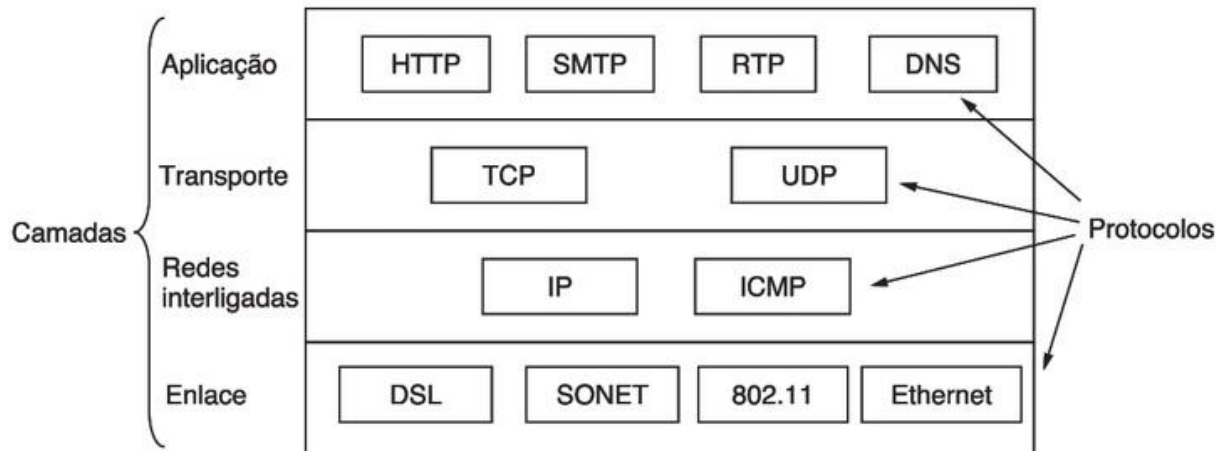 Aplicação
HTTP SMTP RTP DNS
Transporte
TCP UDP
Camadas
Protocolos
Redes
interligadas
IP ICMP
Enlace
DSL SONET 802.11 Ethernet